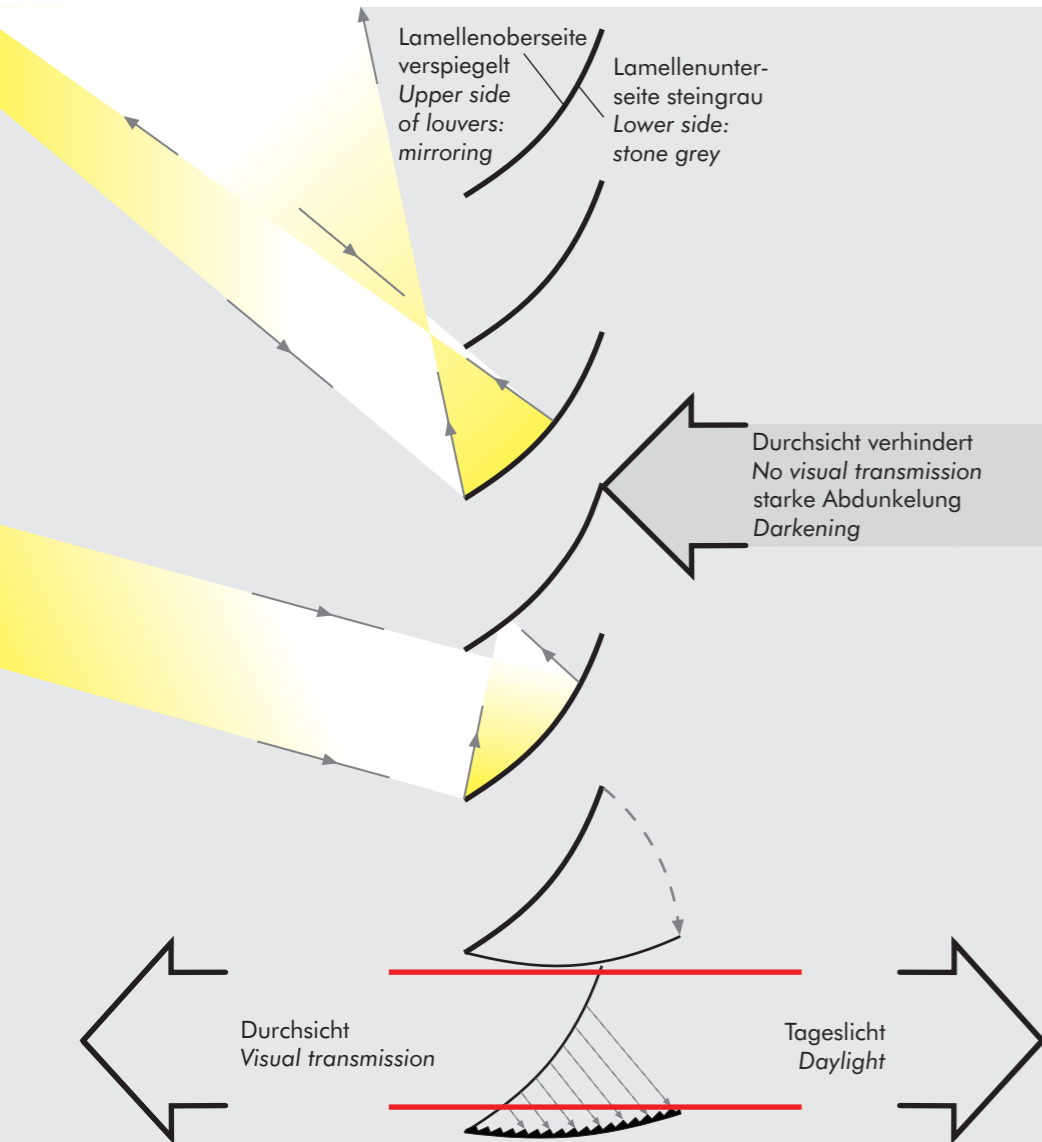 Lamellenoberseite
verspiegelt
Upper side
of louvers:
mirroring
Lamellenunter-
seite steingrau
Lower side:
stone grey
Durchsicht verhindert
No visual transmission
starke Abdunkelung
Darkening
Durchsicht
Visual transmission
Tageslicht
Daylight